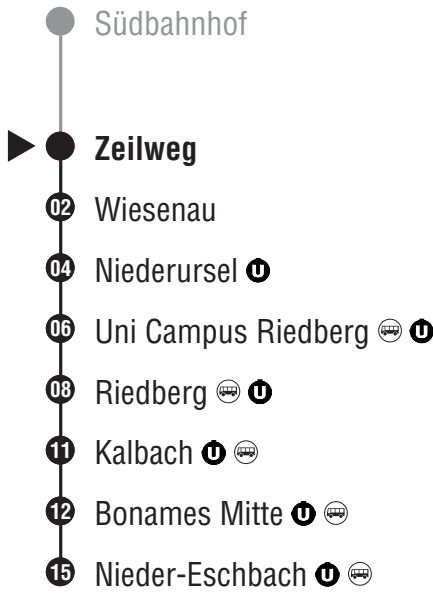 Südbahnhof
Zeilweg
02 Wiesenau
04 Niederursel U
06 Uni Campus Riedberg U
08 Riedberg U
11 Kalbach U
12 Bonames Mitte U
15 Nieder-Eschbach U